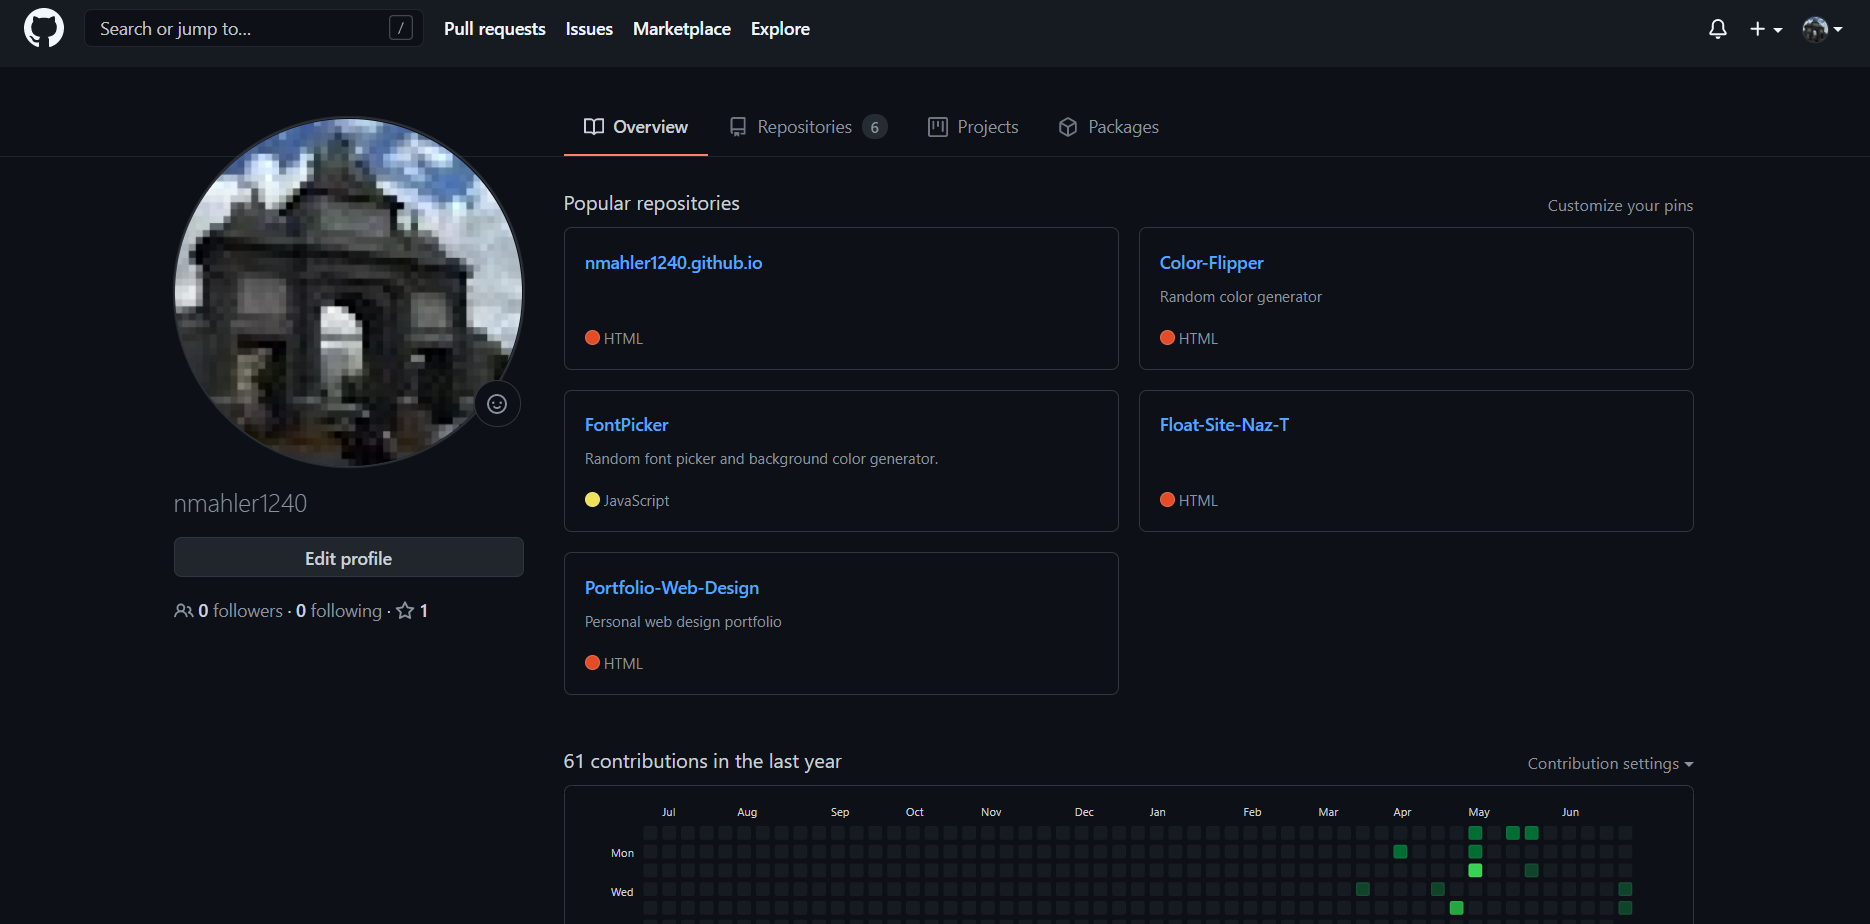 Search or jump to... /
Pull requests Issues Marketplace Explore
Overview Repositories 6 Projects Packages
Popular repositories
Customize your pins
nmahler1240.github.io
HTML
Color-Flipper
Random color generator
HTML
FontPicker
Random font picker and background color generator.
JavaScript
Float-Site-Naz-T
HTML
Portfolio-Web-Design
Personal web design portfolio
HTML
nmahler1240
Edit profile
0 followers · 0 following · 1
61 contributions in the last year
Contribution settings
Jul Aug Sep Oct Nov Dec Jan Feb Mar Apr May Jun
Mon
Wed